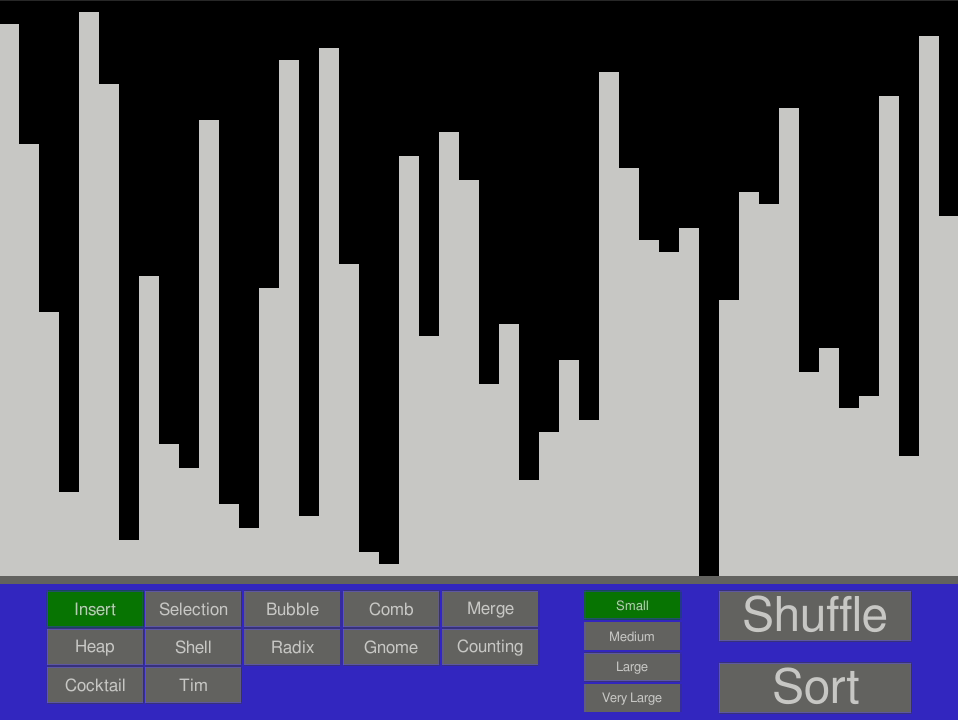 Insert Selection Bubble Comb Merge
Heap Shell Radix Gnome Counting
Cocktail Tim
Small
Medium
Large
Very Large
Shuffle
Sort